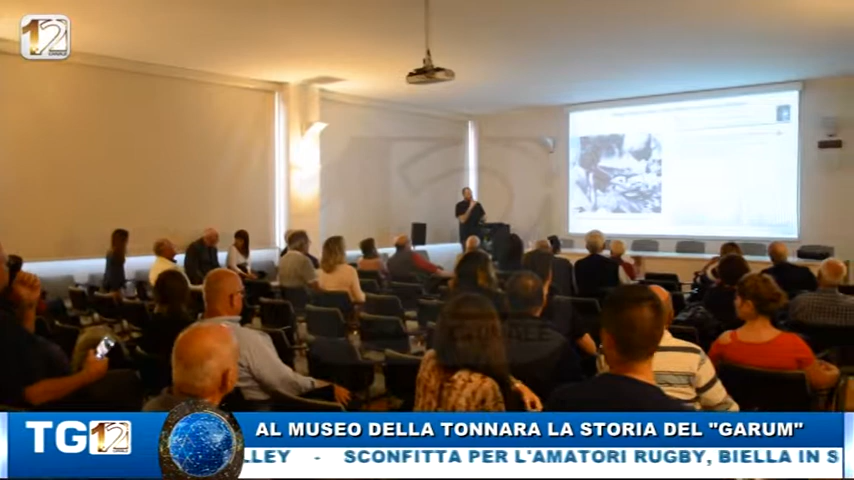 12
TG12
AL MUSEO DELLA TONNARA LA STORIA DEL "GARUM"
LLEY - SCONFITTA PER L'AMATORI RUGBY, BIELLA IN S